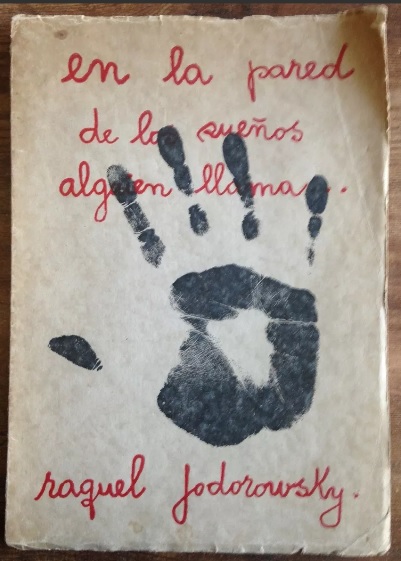 en la pared
de los sueños
alguien llama.
raquel Jodorowsky.